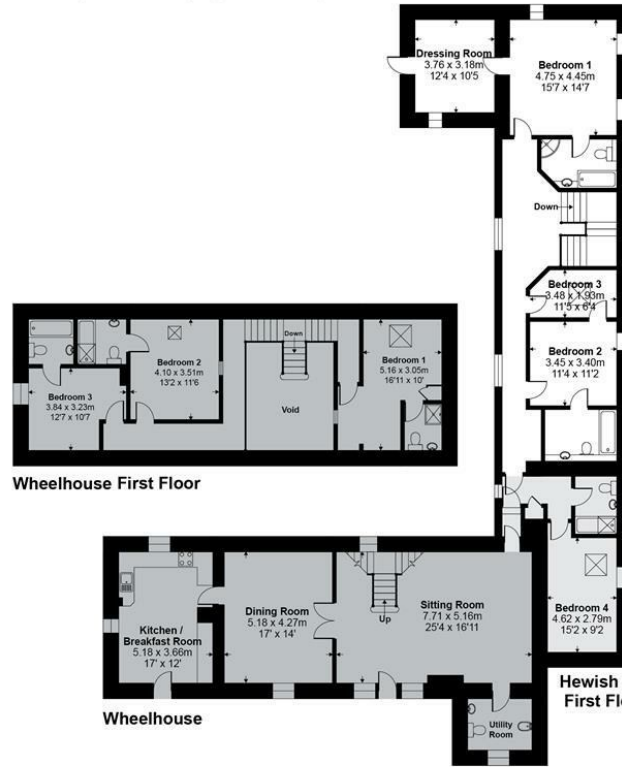 Dressing Room
3.76 x 3.18m
12'4 x 10'5
Bedroom 1
4.75 x 4.45m
15'7 x 14'7
Down
Bedroom 3
3.48 x 1.93m
11'5 x 6'4
Bedroom 2
3.45 x 3.40m
11'4 x 11'2
Bedroom 2
4.10 x 3.51m
13'2 x 11'6
Bedroom 3
3.84 x 3.23m
12'7 x 10'7
Down
Void
Bedroom 1
5.16 x 3.05m
16'11 x 10'
Wheelhouse First Floor
Kitchen /
Breakfast Room
5.18 x 3.66m
17' x 12'
Dining Room
5.18 x 4.27m
17' x 14'
Up
Sitting Room
7.71 x 5.16m
25'4 x 16'11
Bedroom 4
4.62 x 2.79m
15'2 x 9'2
Utility
Room
Wheelhouse
Hewish
First Flo